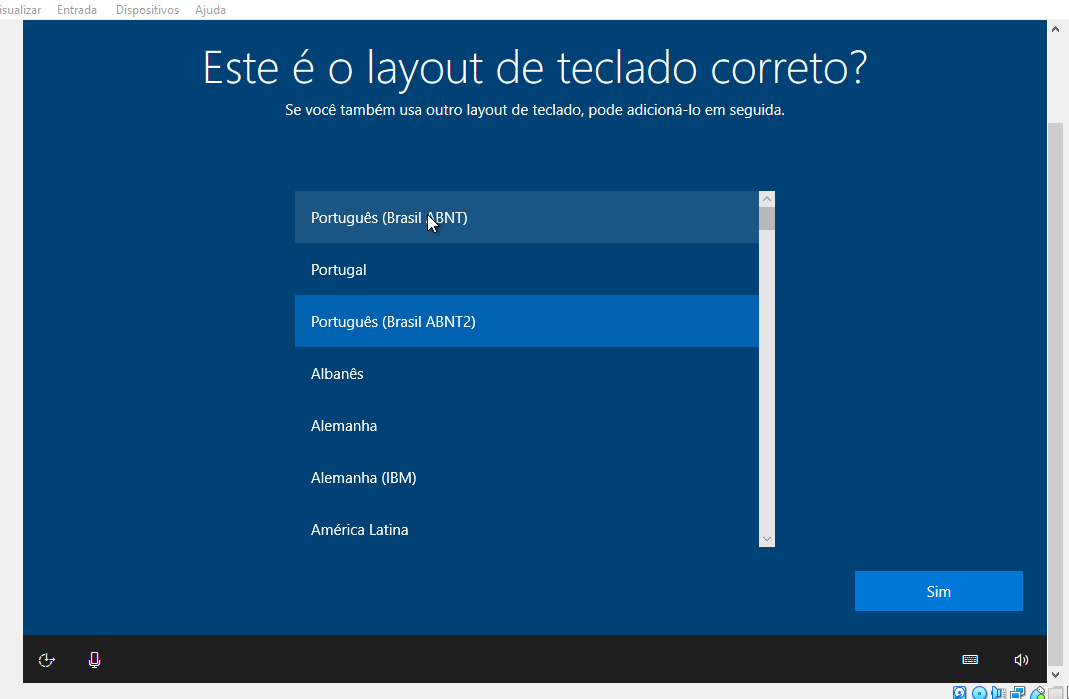 Entrada Dispositivos Ajuda
Este é o layout de teclado correto?
Se você também usa outro layout de teclado, pode adicioná-lo em seguida.
Português (Brasil ABNT)
Portugal
Português (Brasil ABNT2)
Albanês
Alemanha
Alemanha (IBM)
América Latina
Sim